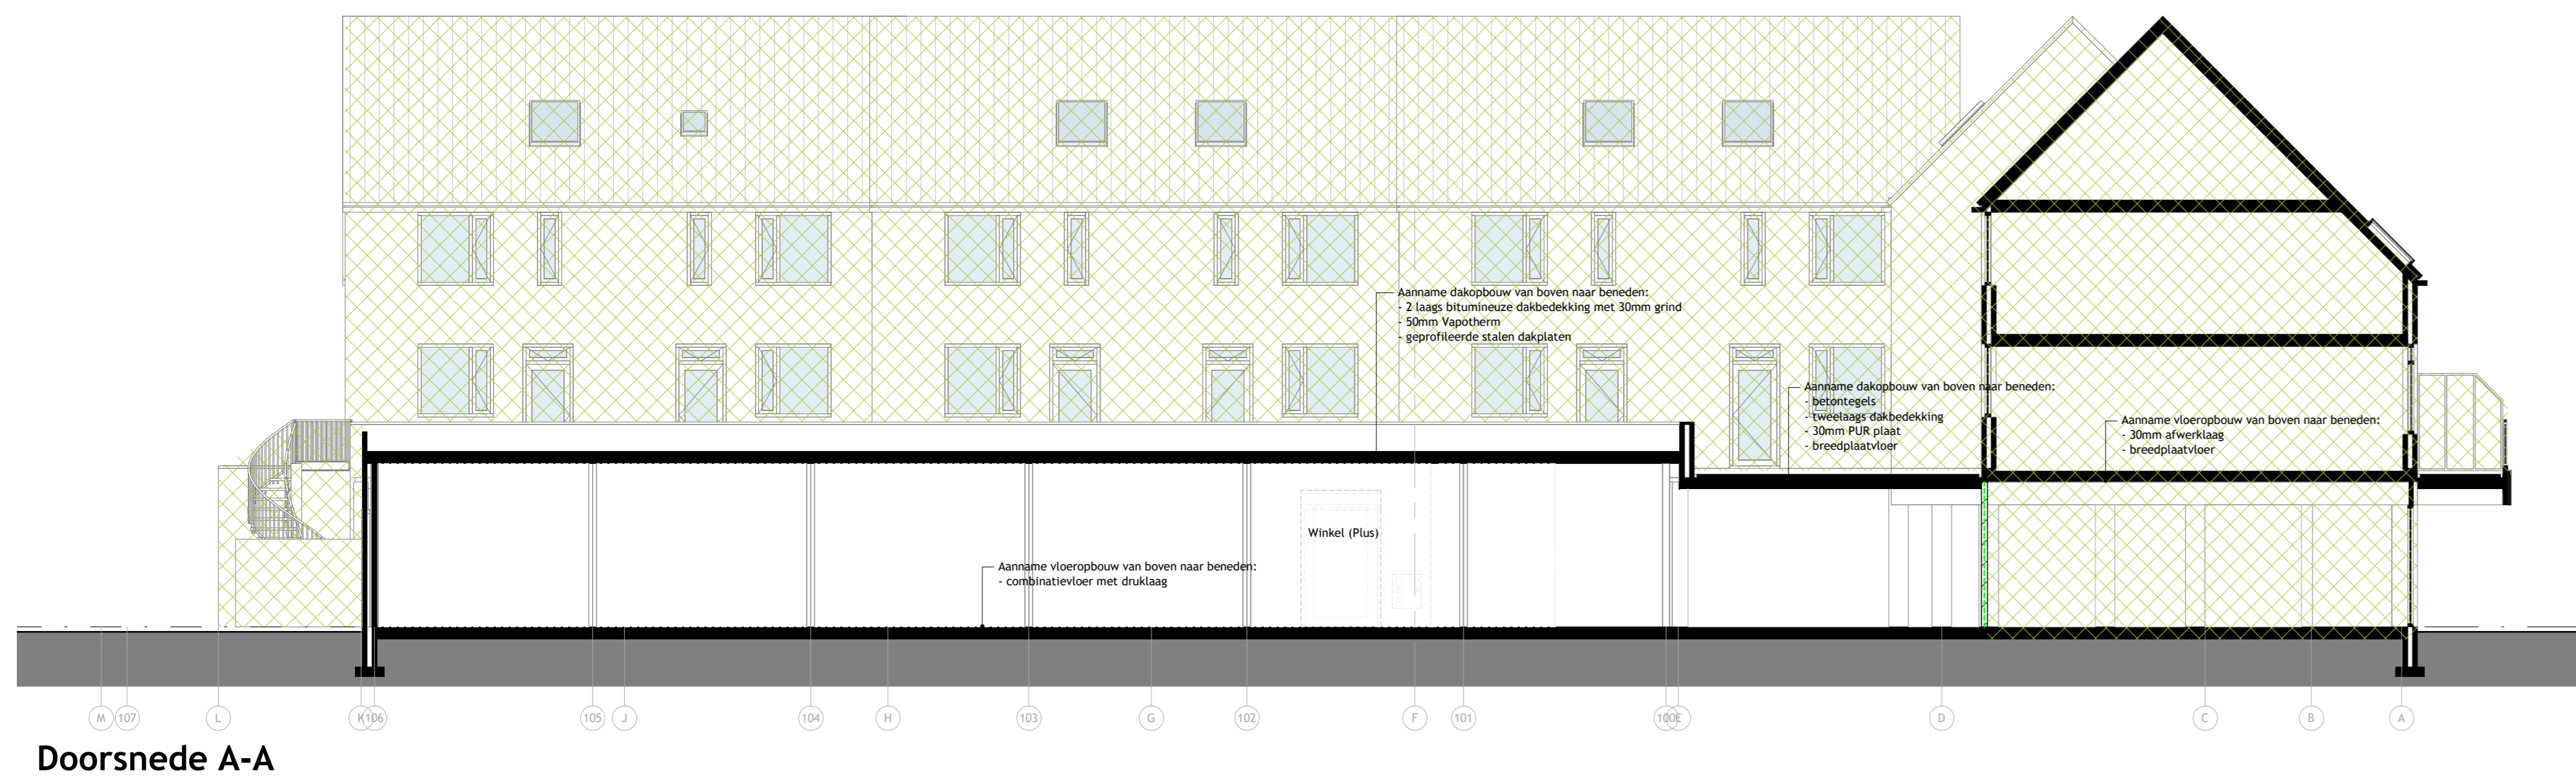 Aanname dakopbouw van boven naar beneden:
- 2 laags bitumineuze dakbedekking met 30mm grind
- 50mm Vapotherm
- geprofileerde stalen dakplaten
Aanname dakopbouw van boven naar beneden:
- betontegels
- tweelaags dakbedekking
- 30mm PUR plaat
- breedplaatvloer
Aanname vloeropbouw van boven naar beneden:
- 30mm afwerklaag
- breedplaatvloer
Winkel (Plus)
Aanname vloeropbouw van boven naar beneden:
- combinatievloer met druklaag
M 107 L K 106 105 J 104 H 103 G 102 F 101 100 E D C B A
Doorsnede A-A